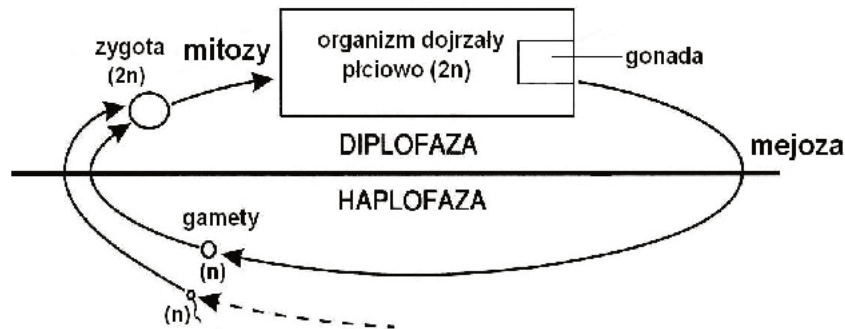 zygota
(2n)
mitozy
organizm dojrzały
płciowo (2n)
gonada
DIPLOFAZA
mejoza
HAPLOFAZA
gamety
(n)
(n)